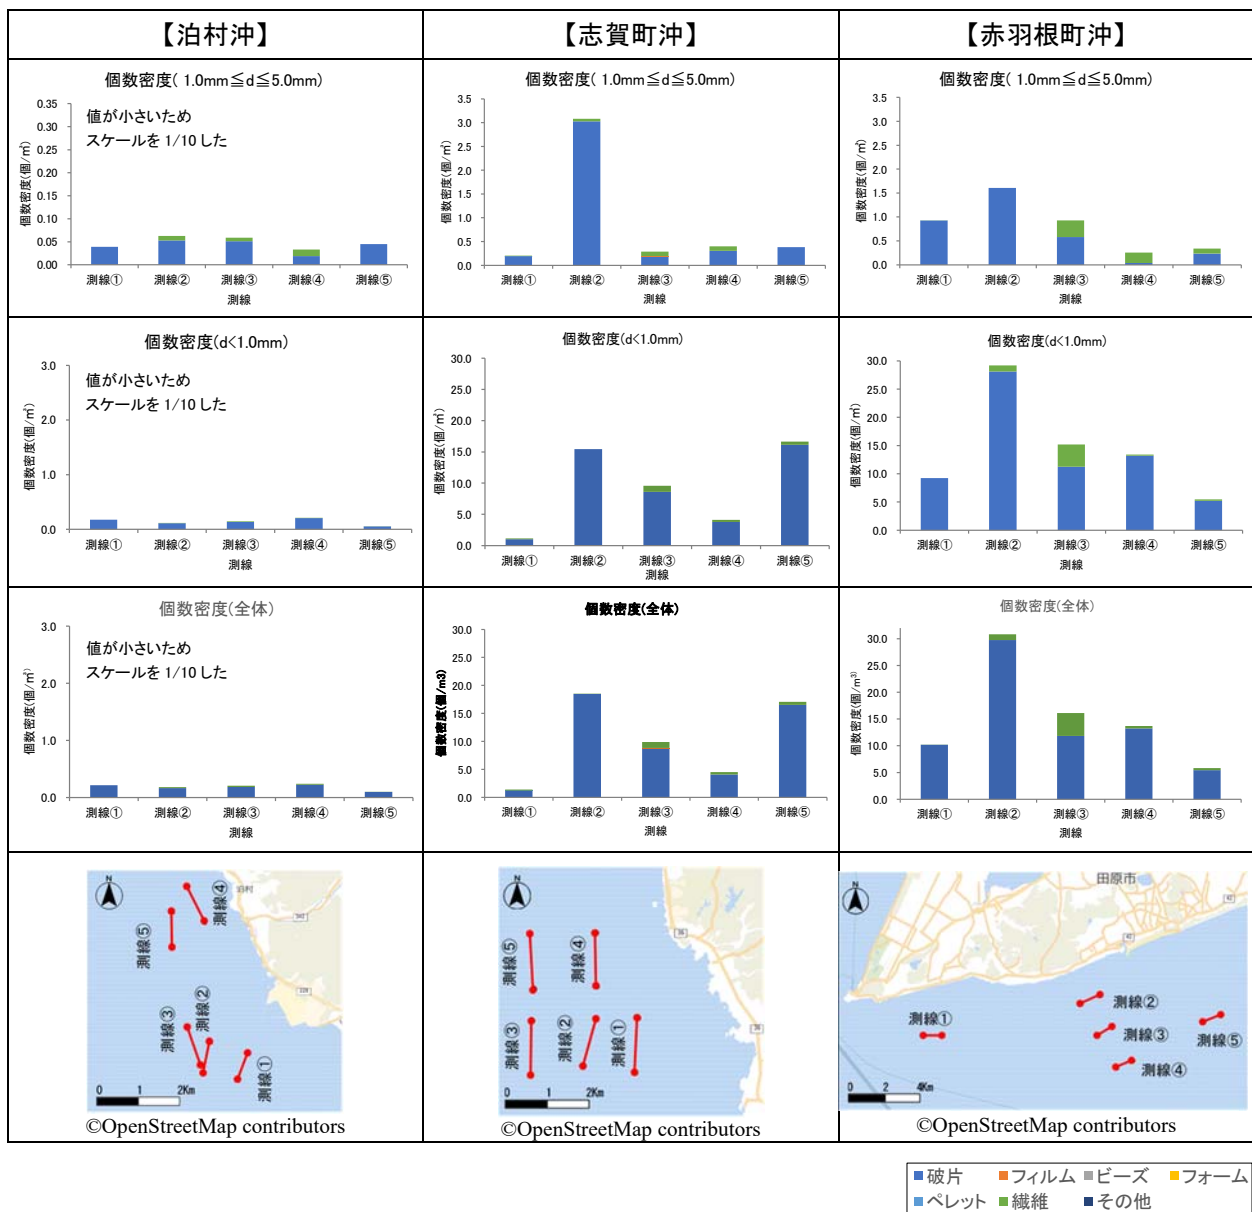 【泊村沖】
【志賀町沖】
【赤羽根町沖】
個数密度( 1.0mm≦d≦5.0mm)
値が小さいため
スケールを 1/10 した
個数密度(個/㎥)
0.35
0.30
0.25
0.20
0.15
0.10
0.05
0.00
測線① 測線② 測線③ 測線④ 測線⑤
測線
個数密度( 1.0mm≦d≦5.0mm)
個数密度(個/㎥)
3.5
3.0
2.5
2.0
1.5
1.0
0.5
0.0
測線① 測線② 測線③ 測線④ 測線⑤
測線
個数密度( 1.0mm≦d≦5.0mm)
個数密度(個/㎥)
3.5
3.0
2.5
2.0
1.5
1.0
0.5
0.0
測線① 測線② 測線③ 測線④ 測線⑤
測線
個数密度(d<1.0mm)
値が小さいため
スケールを 1/10 した
個数密度(個/㎥)
3.0
2.0
1.0
0.0
測線① 測線② 測線③ 測線④ 測線⑤
測線
個数密度(d<1.0mm)
個数密度(個/㎥)
30.0
25.0
20.0
15.0
10.0
5.0
0.0
測線① 測線② 測線③ 測線④ 測線⑤
測線
個数密度(d<1.0mm)
個数密度(個/㎥)
30.0
25.0
20.0
15.0
10.0
5.0
0.0
測線① 測線② 測線③ 測線④ 測線⑤
測線
個数密度(全体)
値が小さいため
スケールを 1/10 した
個数密度(個/㎥)
3.0
2.0
1.0
0.0
測線① 測線② 測線③ 測線④ 測線⑤
測線
個数密度(全体)
個数密度(個/m3)
30.0
25.0
20.0
15.0
10.0
5.0
0.0
測線① 測線② 測線③ 測線④ 測線⑤
測線
個数密度(全体)
個数密度(個/m³)
30.0
25.0
20.0
15.0
10.0
5.0
0.0
測線① 測線② 測線③ 測線④ 測線⑤
測線
N
泊村
測線④
測線⑤
測線③
測線②
測線①
0 1 2Km
©OpenStreetMap contributors
N
測線⑤
測線④
測線③
測線②
測線①
36
36
0 1 2Km
©OpenStreetMap contributors
N
田原市
42
42
測線①
測線②
測線③
測線④
測線⑤
0 2 4Km
©OpenStreetMap contributors
破片 フィルム ビーズ フォーム
ペレット 繊維 その他